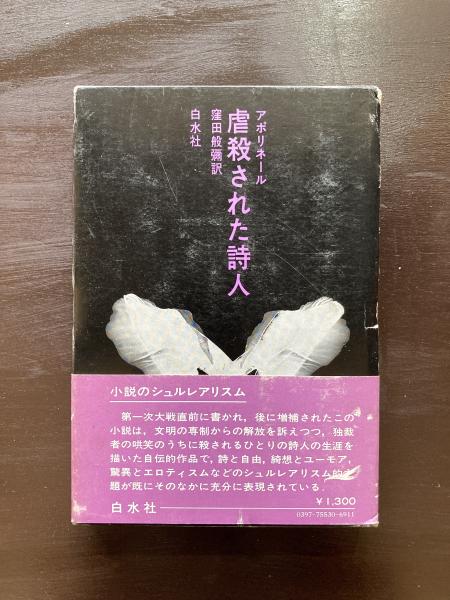 アポリネール
虐殺された詩人
窪田般彌訳
白水社
小説のシュルレアリスム
第一次大戦直前に書かれ，後に増補されたこの
小説は，文明の専制からの解放を訴えつつ，独裁
者の哄笑のうちに殺されるひとりの詩人の生涯を
描いた自伝的作品で，詩と自由，綺想とユーモア，
驚異とエロティスムなどのシュルレアリスム的主
題が既にそのなかに充分に表現されている．
¥1,300
白水社
0397-75530-6911